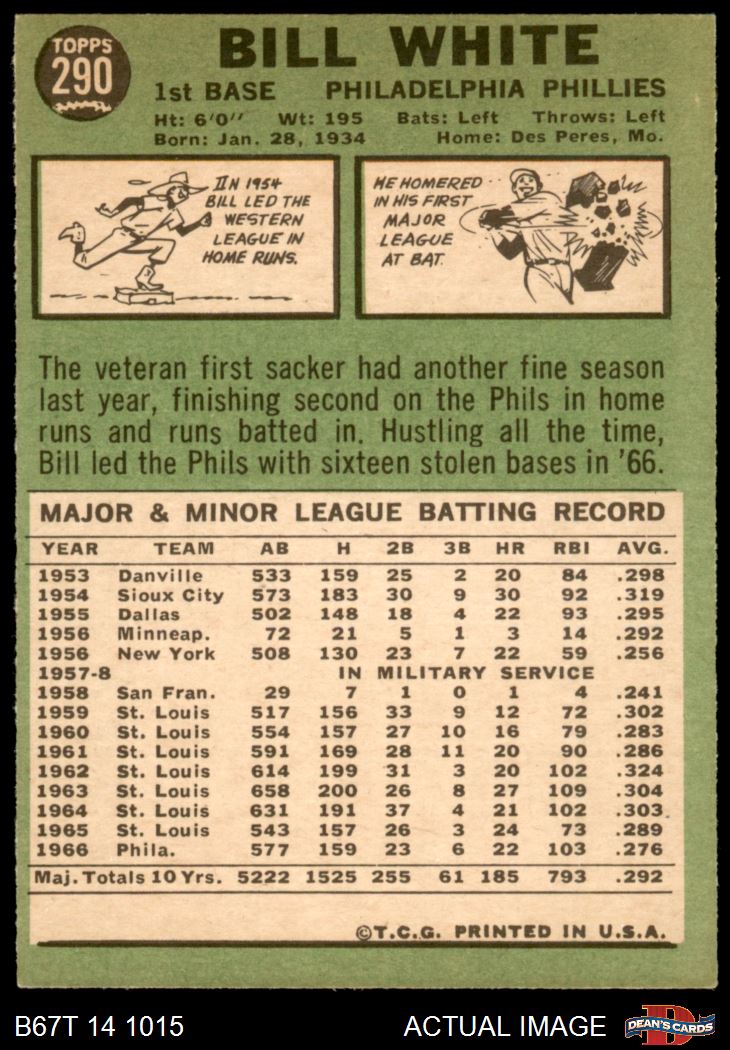 TOPPS
290
BILL WHITE
1st BASE PHILADELPHIA PHILLIES
Ht: 6'0" Wt: 195 Bats: Left Throws: Left
Born: Jan. 28, 1934 Home: Des Peres, Mo.
IN 1954
BILL LED THE
WESTERN
LEAGUE IN
HOME RUNS.
HE HOMERED
IN HIS FIRST
MAJOR
LEAGUE
AT BAT.
The veteran first sacker had another fine season
last year, finishing second on the Phils in home
runs and runs batted in. Hustling all the time,
Bill led the Phils with sixteen stolen bases in '66.
MAJOR & MINOR LEAGUE BATTING RECORD
YEAR TEAM AB H 2B 3B HR RBI AVG.
1953 Danville 533 159 25 2 20 84 .298
1954 Sioux City 573 183 30 9 30 92 .319
1955 Dallas 502 148 18 4 22 93 .295
1956 Minneap. 72 21 5 1 3 14 .292
1956 New York 508 130 23 7 22 59 .256
1957-8 IN MILITARY SERVICE
1958 San Fran. 29 7 1 0 1 4 .241
1959 St. Louis 517 156 33 9 12 72 .302
1960 St. Louis 554 157 27 10 16 79 .283
1961 St. Louis 591 169 28 11 20 90 .286
1962 St. Louis 614 199 31 3 20 102 .324
1963 St. Louis 658 200 26 8 27 109 .304
1964 St. Louis 631 191 37 4 21 102 .303
1965 St. Louis 543 157 26 3 24 73 .289
1966 Phila. 577 159 23 6 22 103 .276
Maj. Totals 10 Yrs. 5222 1525 255 61 185 793 .292
©T.C.G. PRINTED IN U.S.A.
B67T 14 1015 ACTUAL IMAGE DEAN'S CARDS